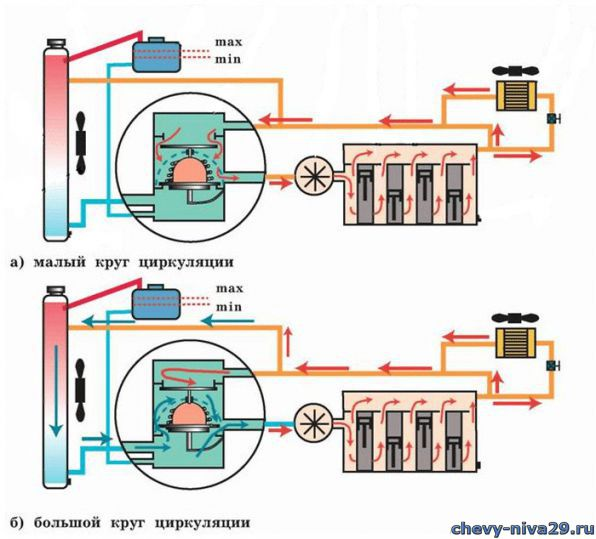 max
min
а) малый круг циркуляции
max
min
б) большой круг циркуляции
chevy-niva29.ru